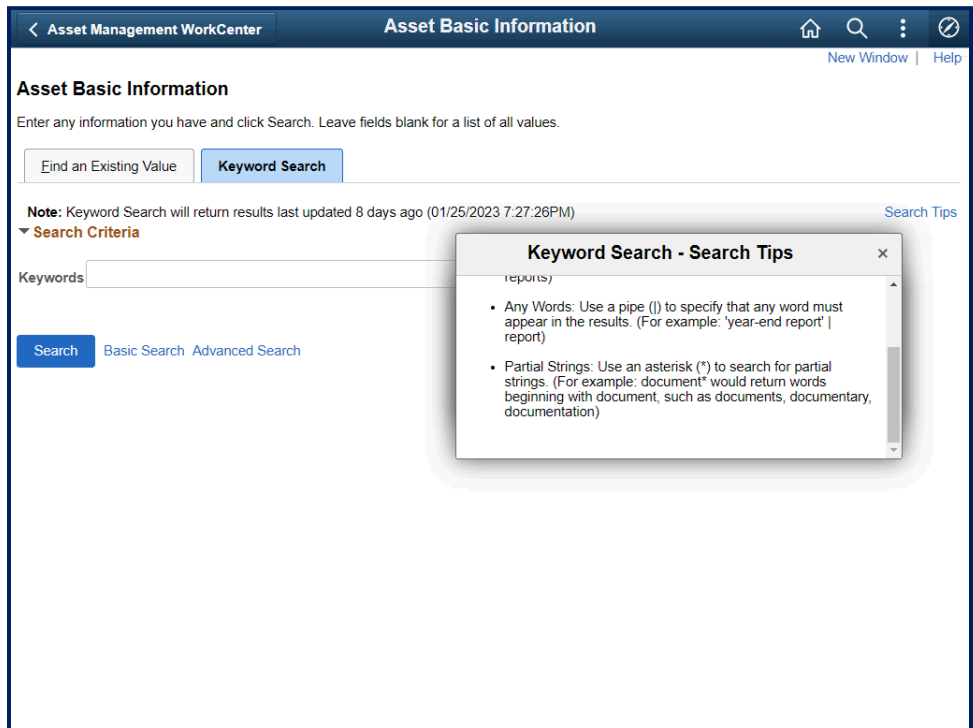 Asset Management WorkCenter
Asset Basic Information
New Window | Help
Asset Basic Information
Enter any information you have and click Search. Leave fields blank for a list of all values.
Find an Existing Value
Keyword Search
Note: Keyword Search will return results last updated 8 days ago (01/25/2023 7:27:26PM)
Search Tips
Search Criteria
Keywords
Search
Basic Search
Advanced Search
Keyword Search - Search Tips
×
reports)
• Any Words: Use a pipe (|) to specify that any word must
appear in the results. (For example: 'year-end report' |
report)
• Partial Strings: Use an asterisk (*) to search for partial
strings. (For example: document* would return words
beginning with document, such as documents, documentary,
documentation)